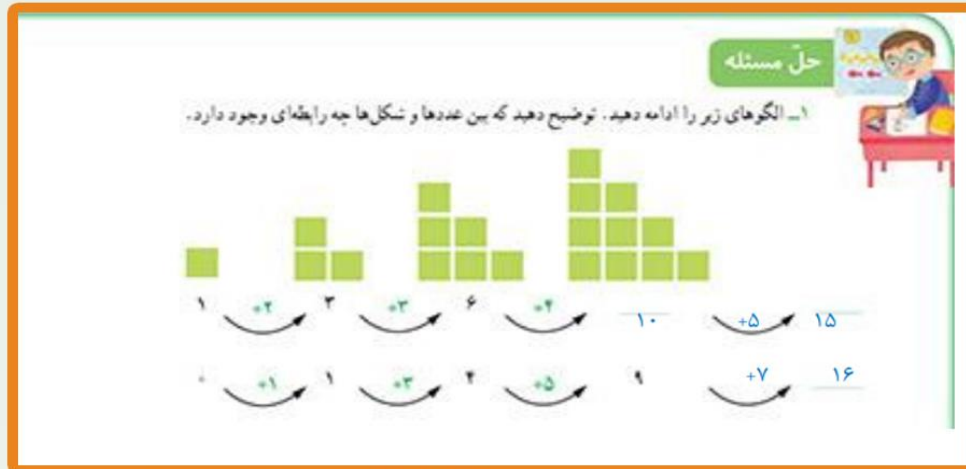 حلّ مسئله
۱ــ الگوهای زیر را ادامه دهید. توضیح دهید که بین عددها و شکل‌ها چه رابطه‌ای وجود دارد.
۱ +۲ ۳ +۳ ۶ +۴ ۱۰ +۵ ۱۵
۰ +۱ ۱ +۳ ۴ +۵ ۹ +۷ ۱۶